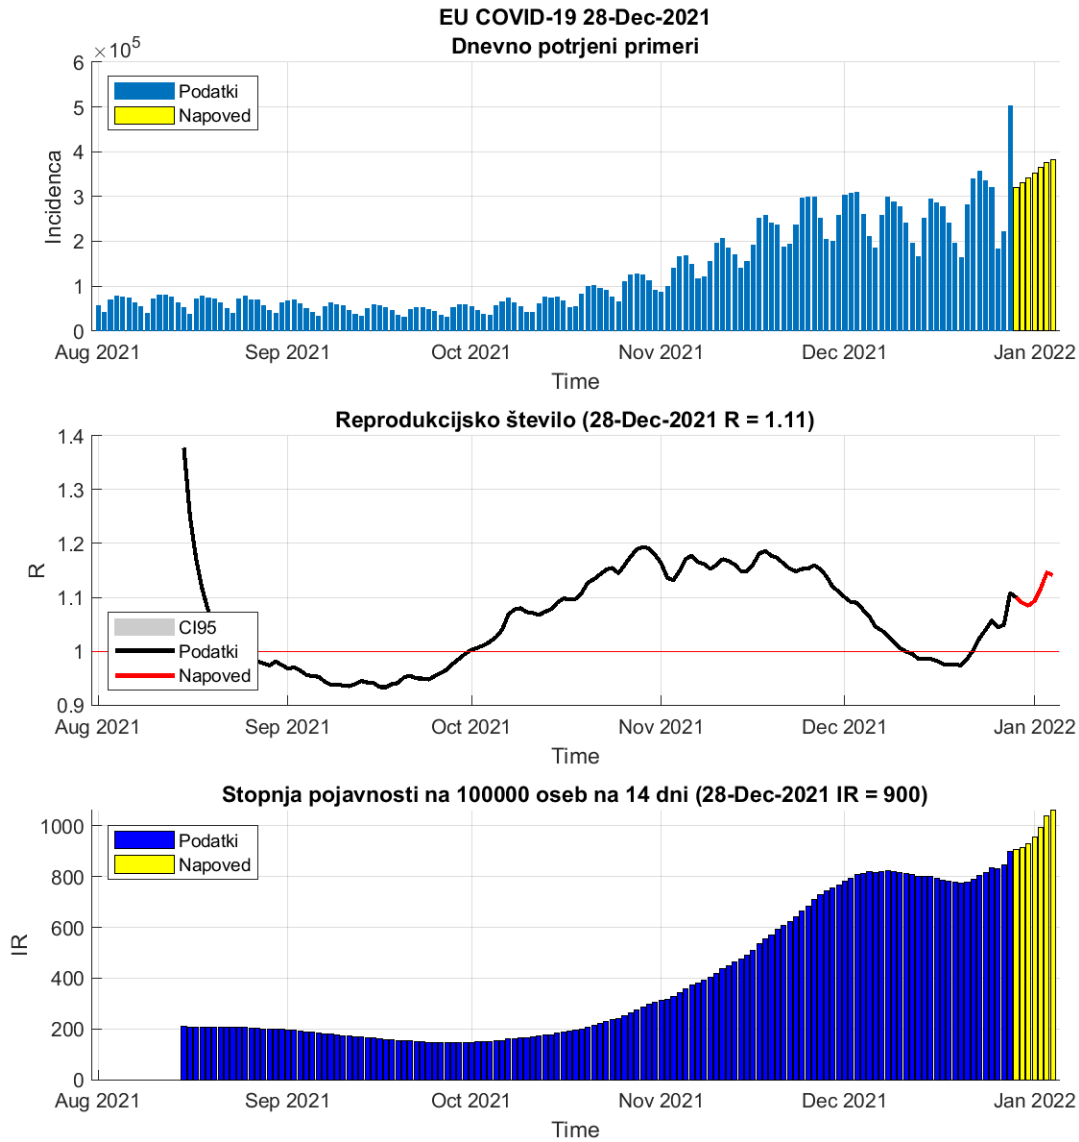 EU COVID-19 28-Dec-2021
Dnevno potrjeni primeri
×10^5
6
5
4
3
2
1
0
Incidenca
Podatki
Napoved
Aug 2021 Sep 2021 Oct 2021 Nov 2021 Dec 2021 Jan 2022
Time
Reprodukcijsko število (28-Dec-2021 R = 1.11)
1.4
1.3
1.2
1.1
1
0.9
R
CI95
Podatki
Napoved
Aug 2021 Sep 2021 Oct 2021 Nov 2021 Dec 2021 Jan 2022
Time
Stopnja pojavnosti na 100000 oseb na 14 dni (28-Dec-2021 IR = 900)
1000
800
600
400
200
0
IR
Podatki
Napoved
Aug 2021 Sep 2021 Oct 2021 Nov 2021 Dec 2021 Jan 2022
Time